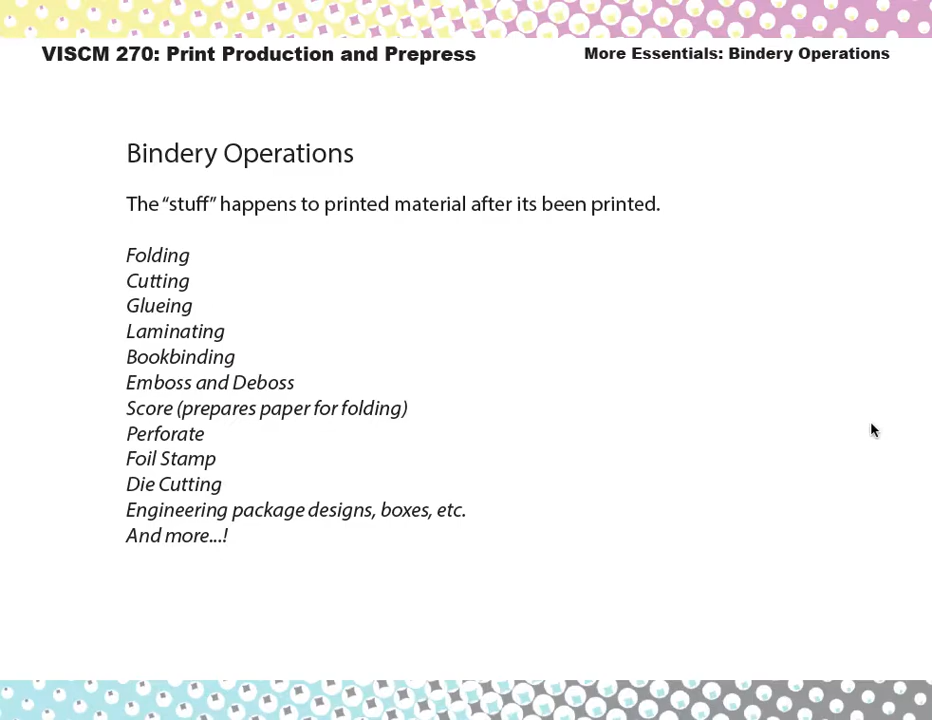 VISCM 270: Print Production and Prepress
More Essentials: Bindery Operations
Bindery Operations
The “stuff” happens to printed material after its been printed.
Folding
Cutting
Glueing
Laminating
Bookbinding
Emboss and Deboss
Score (prepares paper for folding)
Perforate
Foil Stamp
Die Cutting
Engineering package designs, boxes, etc.
And more...!